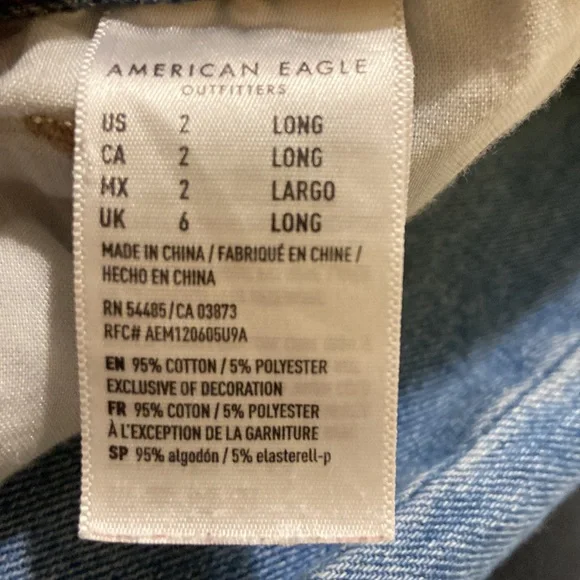 AMERICAN EAGLE
OUTFITTERS
US 2 LONG
CA 2 LONG
MX 2 LARGO
UK 6 LONG
MADE IN CHINA / FABRIQUÉ EN CHINE /
HECHO EN CHINA
RN 54485 / CA 03873
RFC# AEM120605U9A
EN 95% COTTON / 5% POLYESTER
EXCLUSIVE OF DECORATION
FR 95% COTON / 5% POLYESTER
À L'EXCEPTION DE LA GARNITURE
SP 95% algodón / 5% elasterell-p